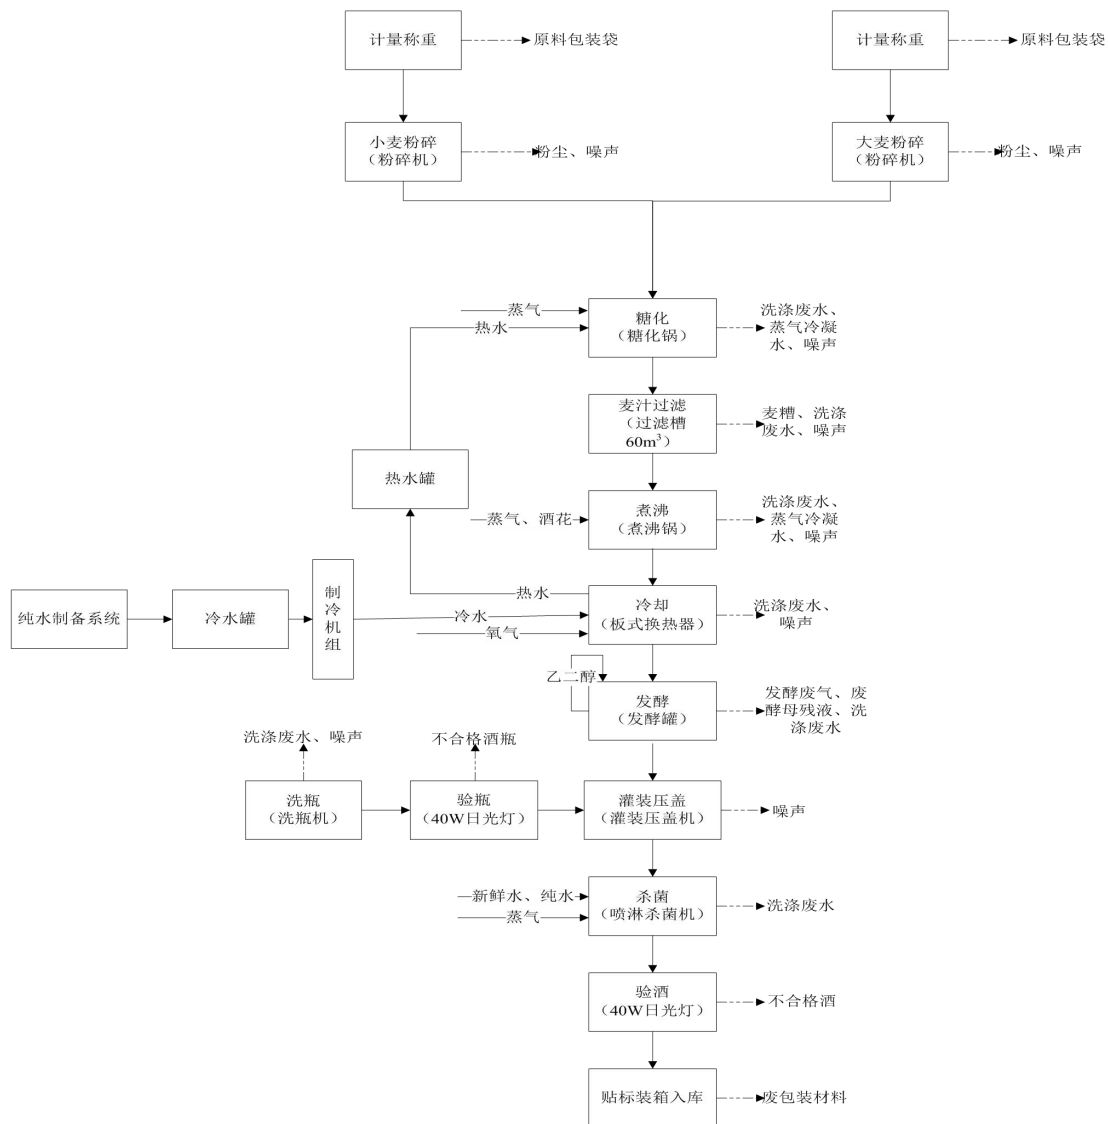 计量称重
原料包装袋
计量称重
原料包装袋
小麦粉碎
（粉碎机）
粉尘、噪声
大麦粉碎
（粉碎机）
粉尘、噪声
蒸气
热水
糖化
（糖化锅）
洗涤废水、
蒸气冷凝
水、噪声
麦汁过滤
（过滤槽
60m³）
麦糟、洗涤
废水、噪声
热水罐
蒸气、酒花
煮沸
（煮沸锅）
洗涤废水、
蒸气冷凝
水、噪声
纯水制备系统
冷水罐
制
冷
机
组
热水
冷水
氧气
冷却
（板式换热器）
洗涤废水、
噪声
乙二醇
发酵
（发酵罐）
发酵废气、废
酵母残液、洗
涤废水
洗涤废水、噪声
不合格酒瓶
洗瓶
（洗瓶机）
验瓶
（40W日光灯）
灌装压盖
（灌装压盖机）
噪声
新鲜水、纯水
蒸气
杀菌
（喷淋杀菌机）
洗涤废水
验酒
（40W日光灯）
不合格酒
贴标装箱入库
废包装材料